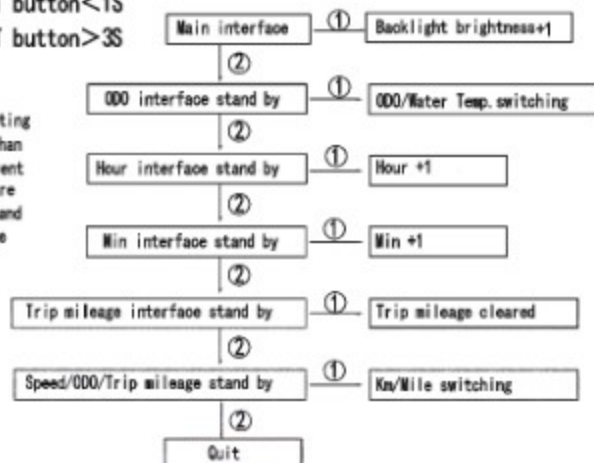 button<1S
button>3S
Main interface ① Backlight brightness+1
②
ODO interface stand by ① ODO/Water Temp. switching
②
Hour interface stand by ① Hour +1
②
Min interface stand by ① Min +1
②
Trip mileage interface stand by ① Trip mileage cleared
②
Speed/ODO/Trip mileage stand by ① Km/Mile switching
②
Quit
ting
han
ent
re
and
e